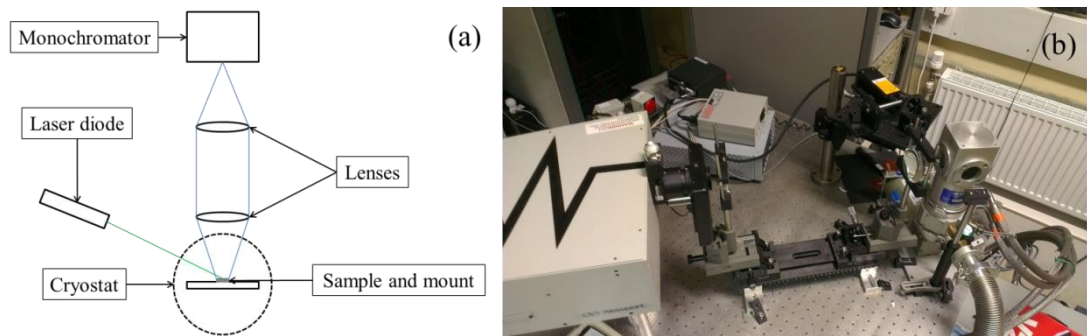 Monochromator
(a)
Laser diode
Lenses
Cryostat
Sample and mount
(b)